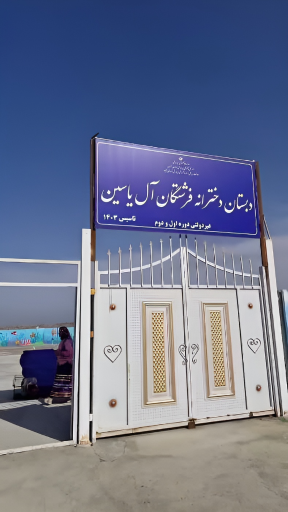 دبستان دخترانه فرشتگان آل یاسین
غیردولتی دوره اول و دوم
تاسیس ۱۴۰۳